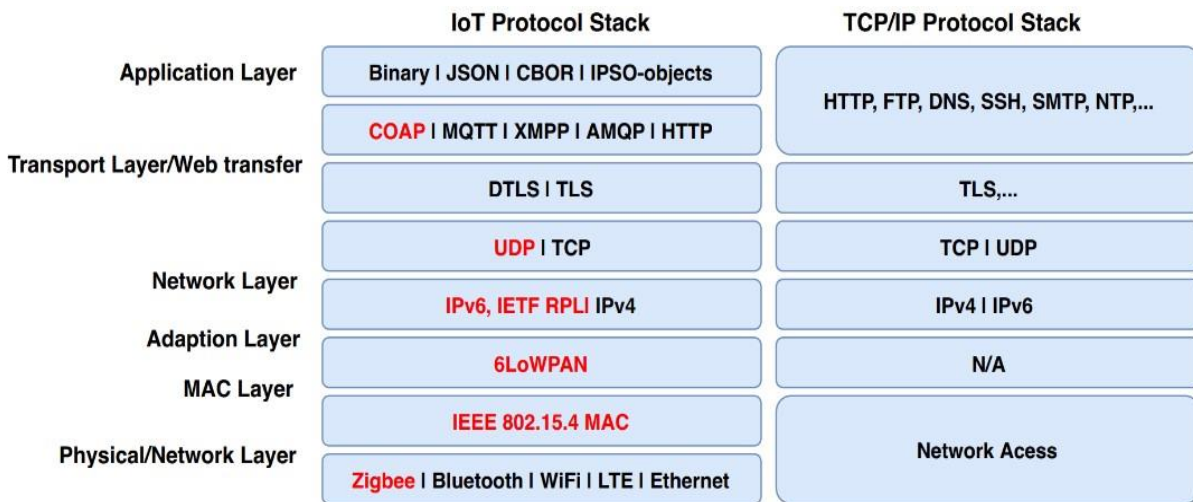 IoT Protocol Stack TCP/IP Protocol Stack
Application Layer
Binary | JSON | CBOR | IPSO-objects
HTTP, FTP, DNS, SSH, SMTP, NTP,...
COAP | MQTT | XMPP | AMQP | HTTP
Transport Layer/Web transfer
DTLS | TLS
TLS,...
UDP | TCP
TCP | UDP
Network Layer
IPv6, IETF RPL| IPv4
IPv4 | IPv6
Adaption Layer
6LoWPAN
N/A
MAC Layer
IEEE 802.15.4 MAC
Physical/Network Layer
Network Acess
Zigbee | Bluetooth | WiFi | LTE | Ethernet